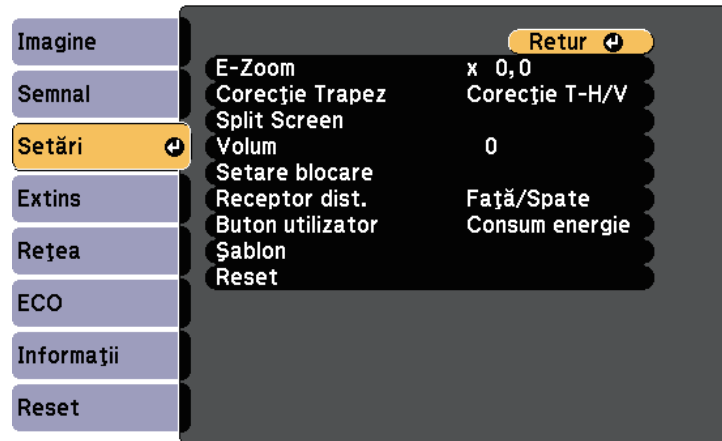 Imagine
Semnal
Setări
Extins
Reţea
ECO
Informaţii
Reset
Retur
E-Zoom x 0,0
Corecţie Trapez Corecţie T-H/V
Split Screen
Volum 0
Setare blocare
Receptor dist. Faţă/Spate
Buton utilizator Consum energie
Şablon
Reset